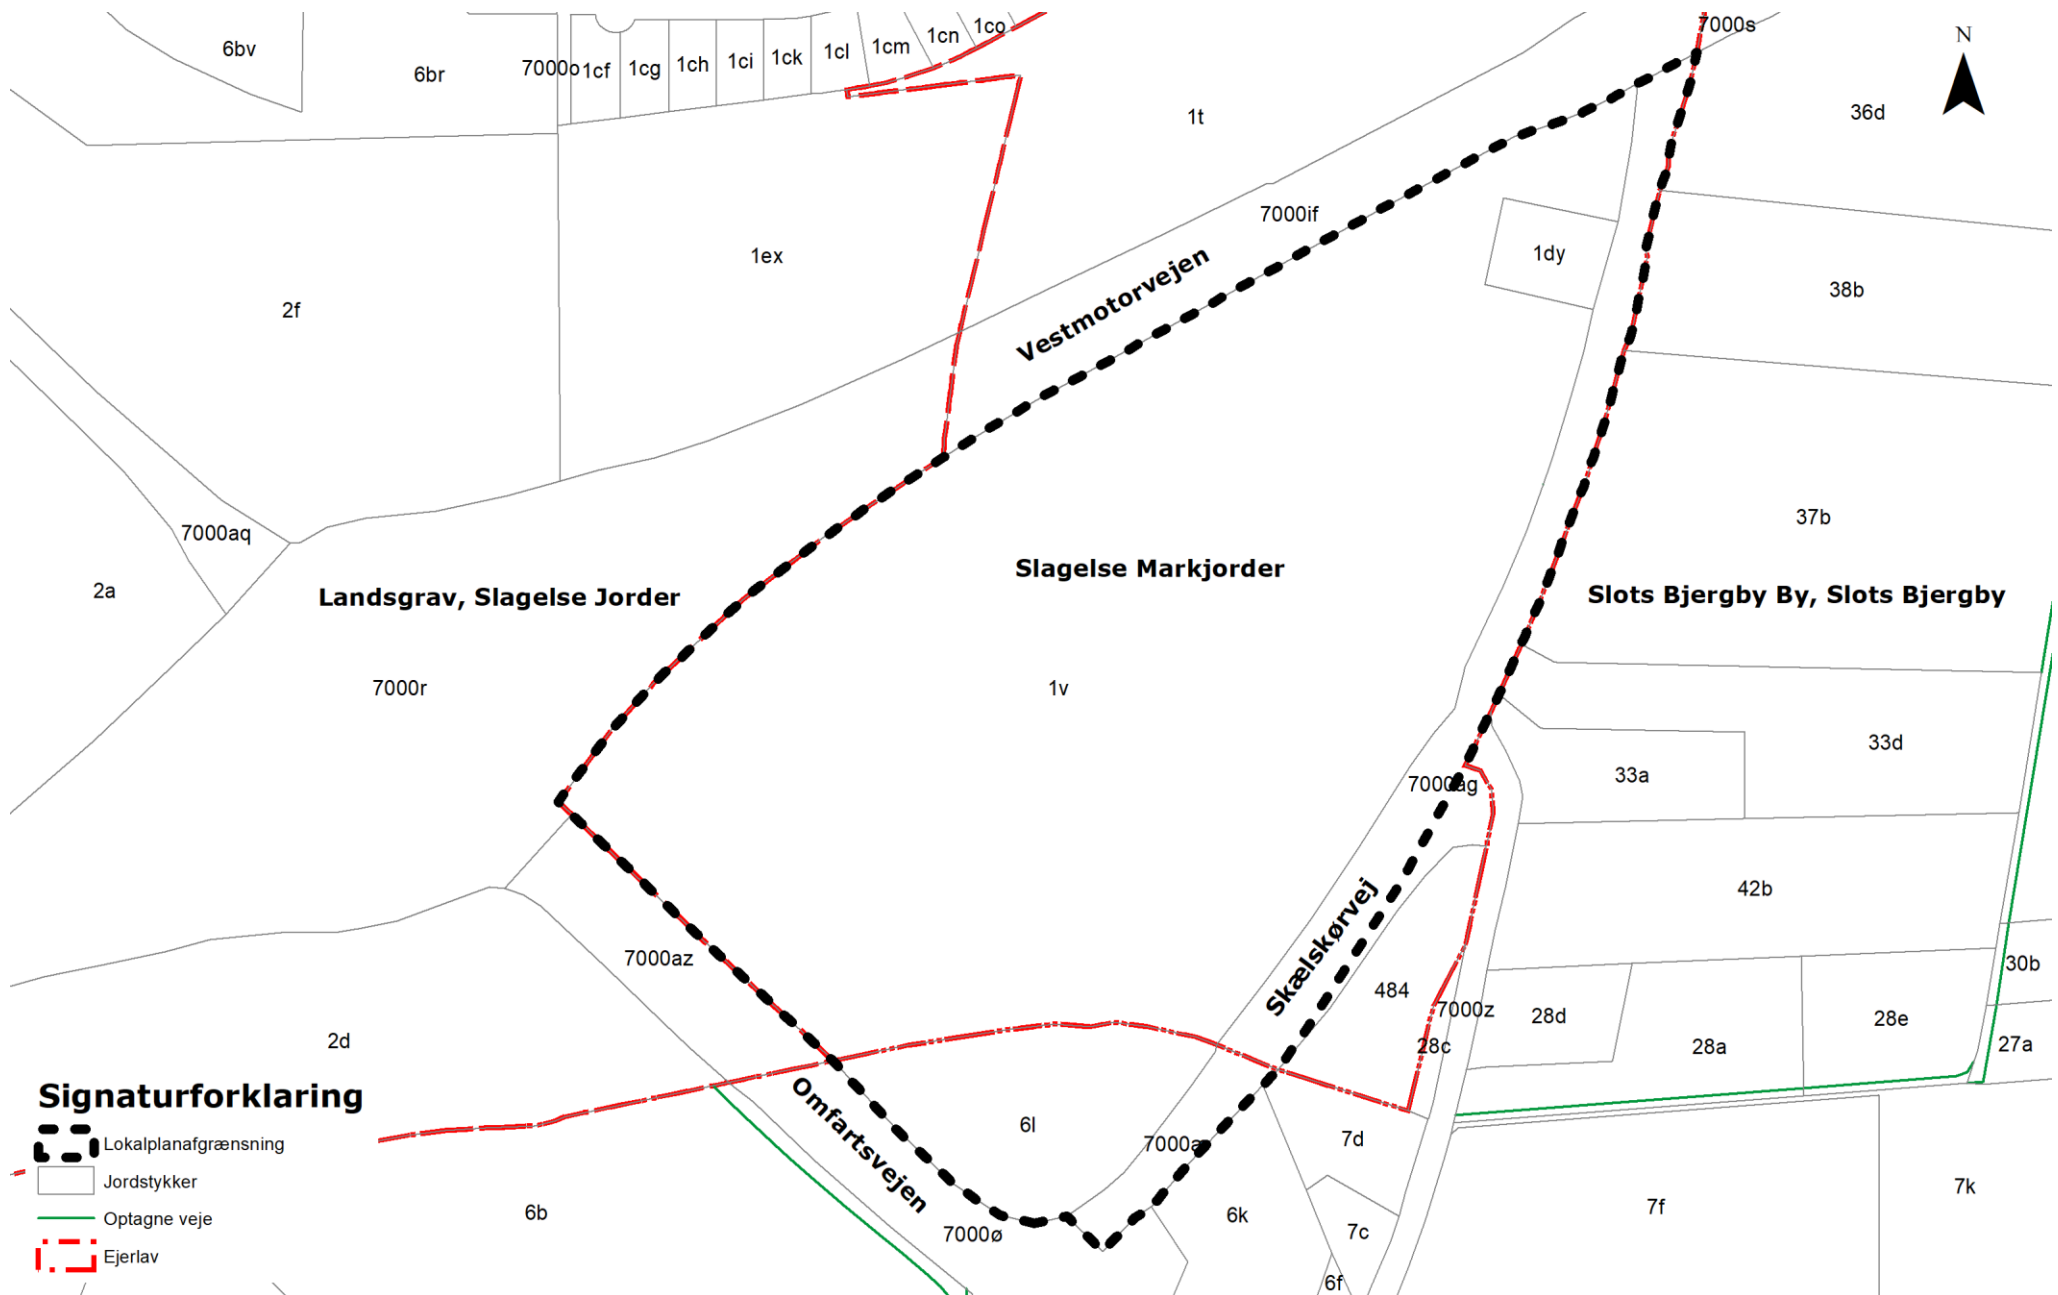 7000s
1co
1cn
1cm
1cl
1ck
1ci
1ch
1cg
1cf
7000o
6br
6bv
N
36d
1t
7000if
1dy
38b
1ex
2f
Vestmotorvejen
37b
7000aq
Slagelse Markjorder
2a
Landsgrav, Slagelse Jorder
Slots Bjergby By, Slots Bjergby
7000r
1v
33d
33a
7000ag
42b
Skælskørvej
7000az
484
30b
7000z
28d
28e
28c
28a
27a
2d
Omfartsvejen
6l
7000a
7d
7k
7f
6b
6k
7c
7000ø
6f
Signaturforklaring
Lokalplanafgrænsning
Jordstykker
Optagne veje
Ejerlav